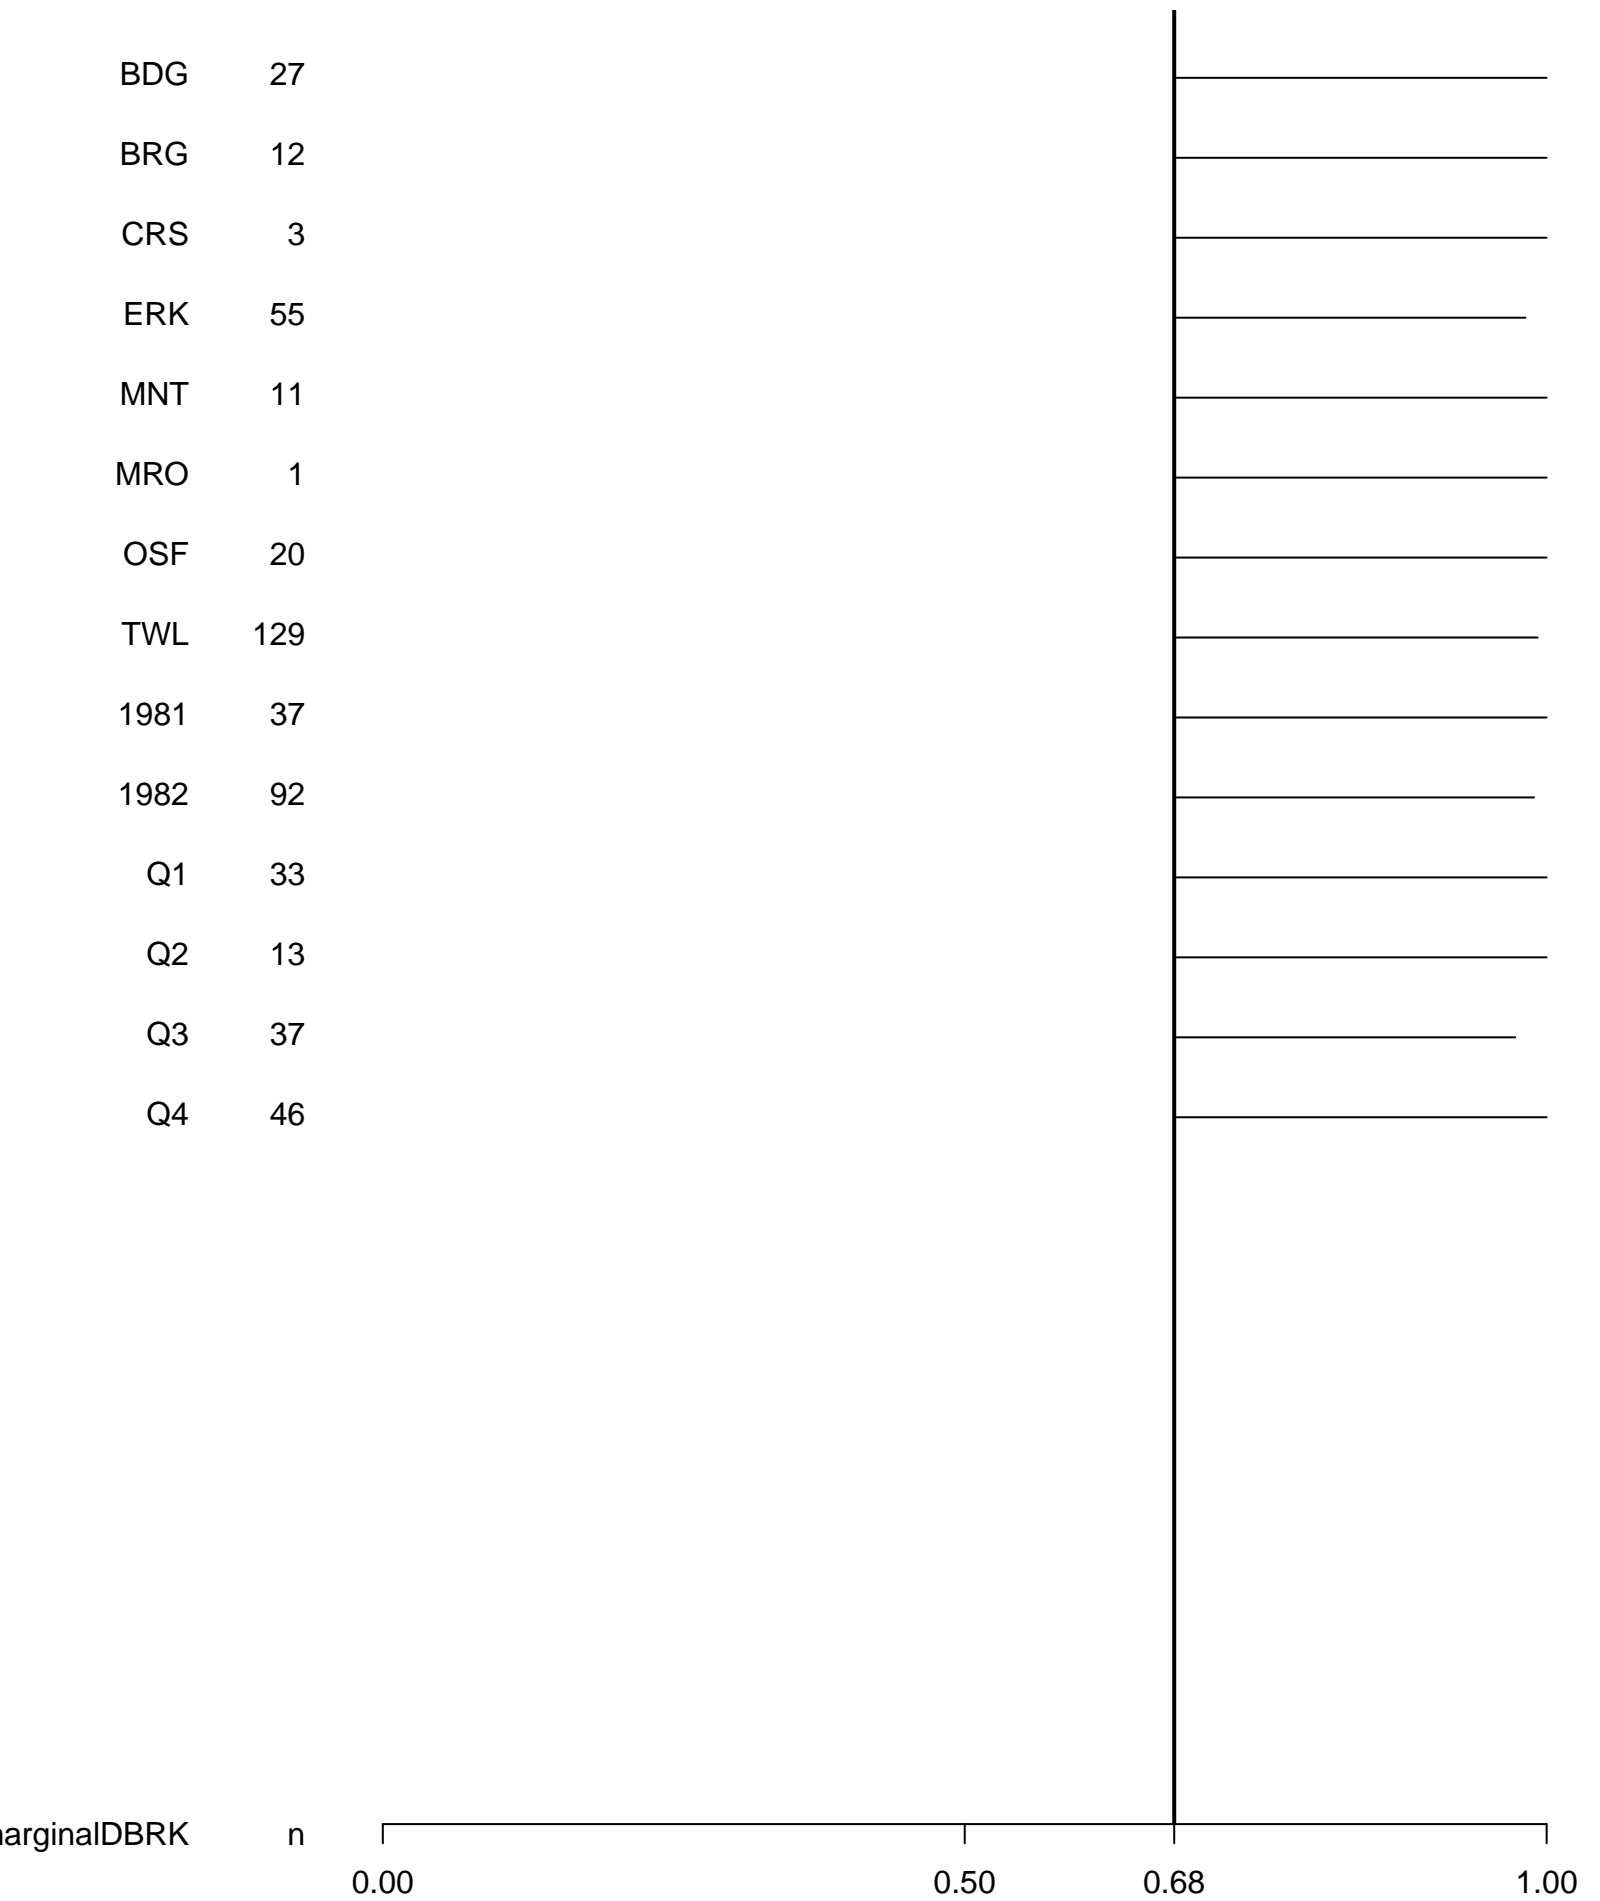 BDG 27
BRG 12
CRS 3
ERK 55
MNT 11
MRO 1
OSF 20
TWL 129
1981 37
1982 92
Q1 33
Q2 13
Q3 37
Q4 46
arginalDBRK n
0.00 0.50 0.68 1.00